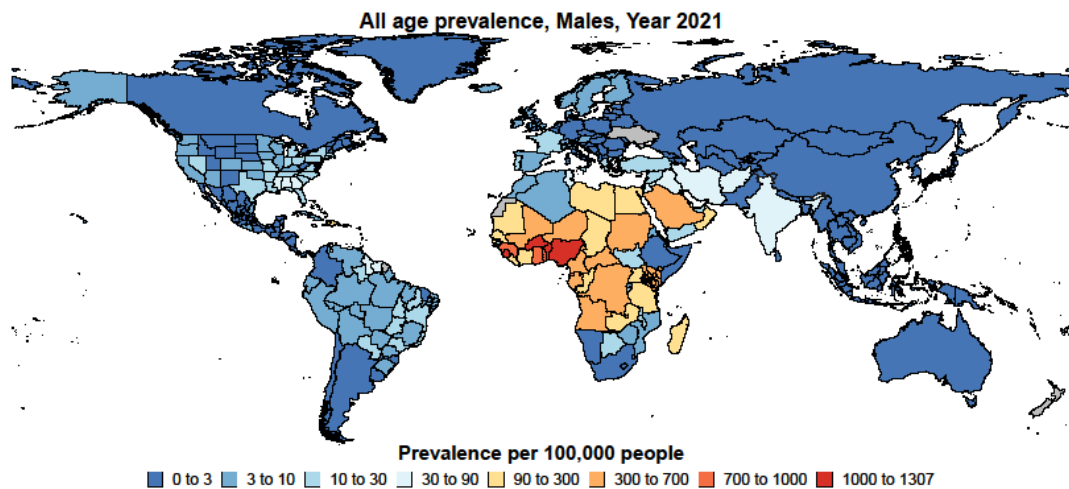 All age prevalence, Males, Year 2021
Prevalence per 100,000 people
0 to 3 3 to 10 10 to 30 30 to 90 90 to 300 300 to 700 700 to 1000 1000 to 1307